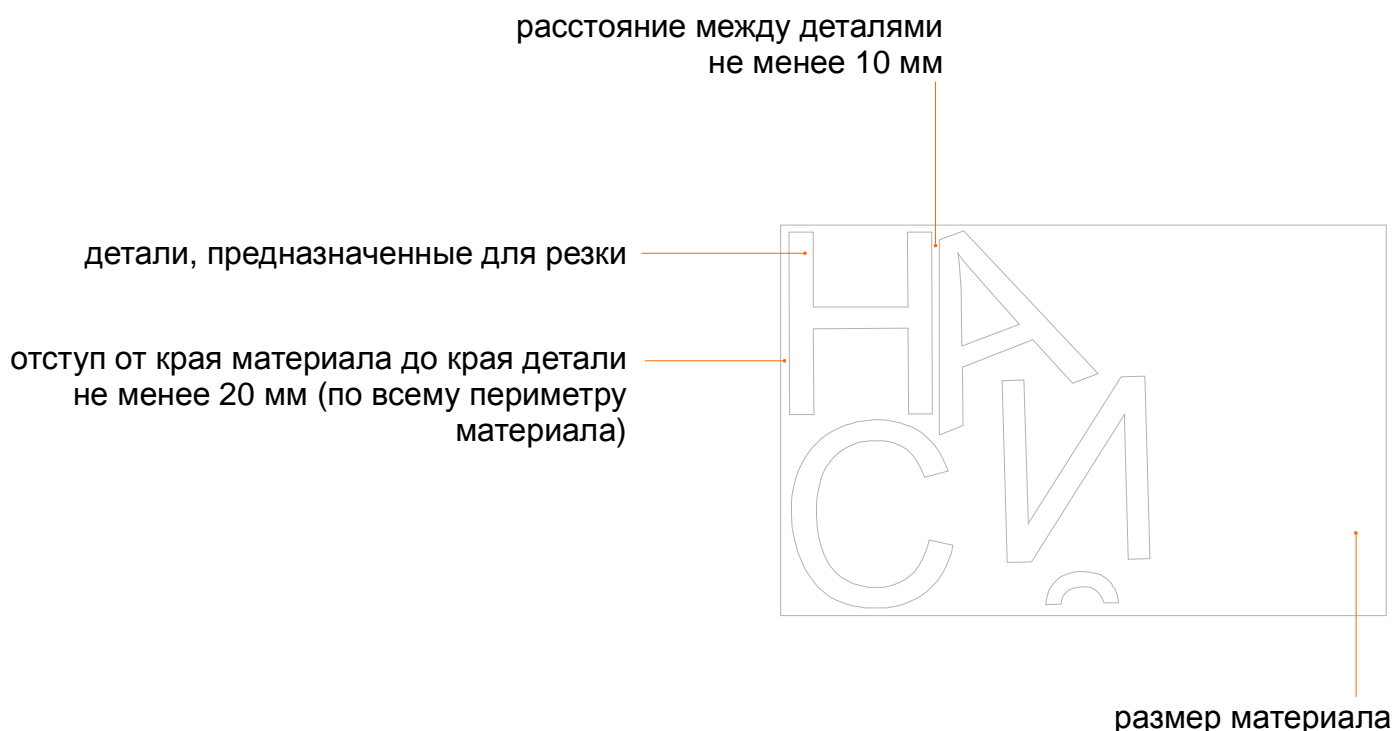 расстояние между деталями
не менее 10 мм
детали, предназначенные для резки
отступ от края материала до края детали
не менее 20 мм (по всему периметру
материала)
Н А
С Й
размер материала